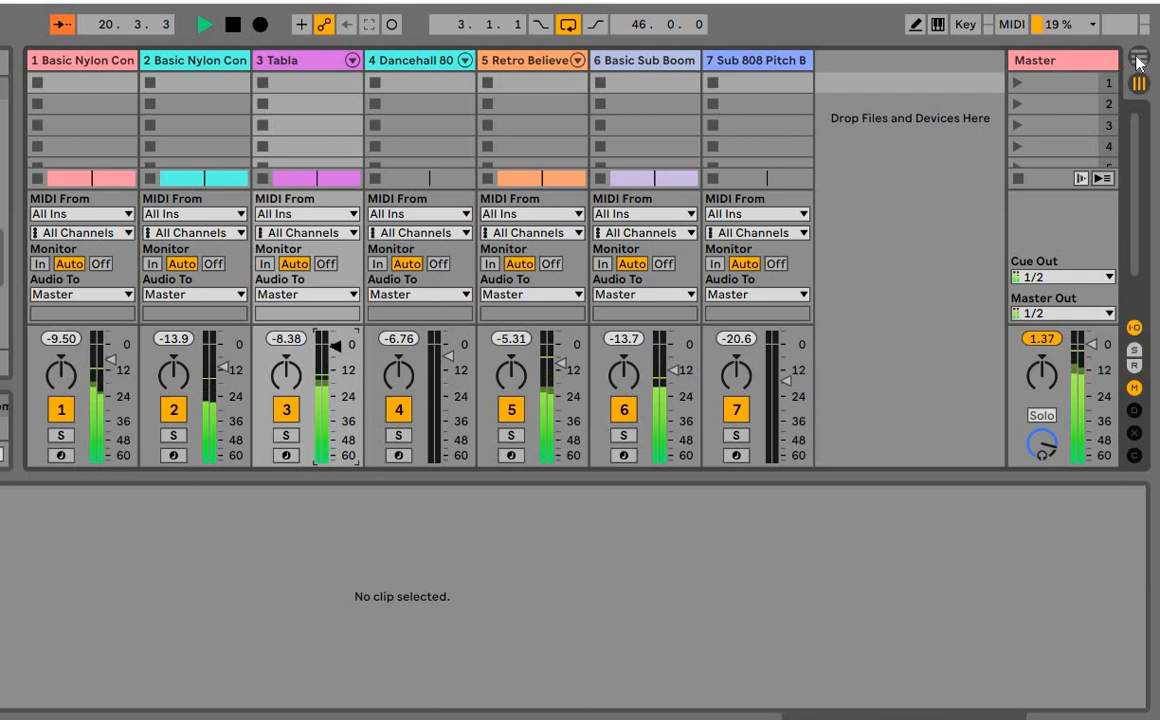 20. 3. 3 3. 1. 1 46. 0. 0 Key MIDI 19 %
1 Basic Nylon Con 2 Basic Nylon Con 3 Tabla 4 Dancehall 80 5 Retro Believe 6 Basic Sub Boom 7 Sub 808 Pitch B Master
1
2
Drop Files and Devices Here
3
4
MIDI From MIDI From MIDI From MIDI From MIDI From MIDI From MIDI From
All Ins All Ins All Ins All Ins All Ins All Ins All Ins
All Channels All Channels All Channels All Channels All Channels All Channels All Channels
Monitor Monitor Monitor Monitor Monitor Monitor Monitor
In Auto Off In Auto Off In Auto Off In Auto Off In Auto Off In Auto Off In Auto Off
Cue Out
Audio To Audio To Audio To Audio To Audio To Audio To Audio To
1/2
Master Master Master Master Master Master Master
Master Out
1/2
-9.50 0 -13.9 0 -8.38 0 -6.76 0 -5.31 0 -13.7 0 -20.6 0 1.37 0
12 12 12 12 12 12 12 12
24 24 24 24 24 24 24 24
1 2 3 4 5 6 7
36 36 36 36 36 36 36 Solo 36
S 48 S 48 S 48 S 48 S 48 S 48 S 48 48
60 60 60 60 60 60 60 60
I·O
S
R
M
D
X
C
No clip selected.